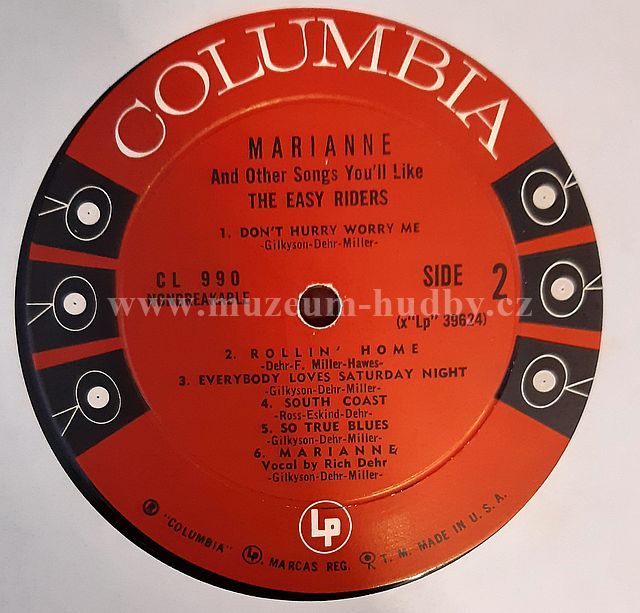 COLUMBIA
MARIANNE
And Other Songs You'll Like
THE EASY RIDERS
1. DON'T HURRY WORRY ME
-Gilkyson-Dehr-Miller-
CL 990
NONBREAKABLE
SIDE 2
(x"Lp" 39624)
www.muzeum-hudby.cz
2. ROLLIN' HOME
-Dehr-F. Miller-Hawes-
3. EVERYBODY LOVES SATURDAY NIGHT
-Gilkyson-Dehr-Miller-
4. SOUTH COAST
-Ross-Eskind-Dehr-
5. SO TRUE BLUES
-Gilkyson-Dehr-Miller-
6. MARIANNE
Vocal by Rich Dehr
-Gilkyson-Dehr-Miller-
Lp
® "COLUMBIA" Lp, MARCAS REG. T. M. MADE IN U. S. A.